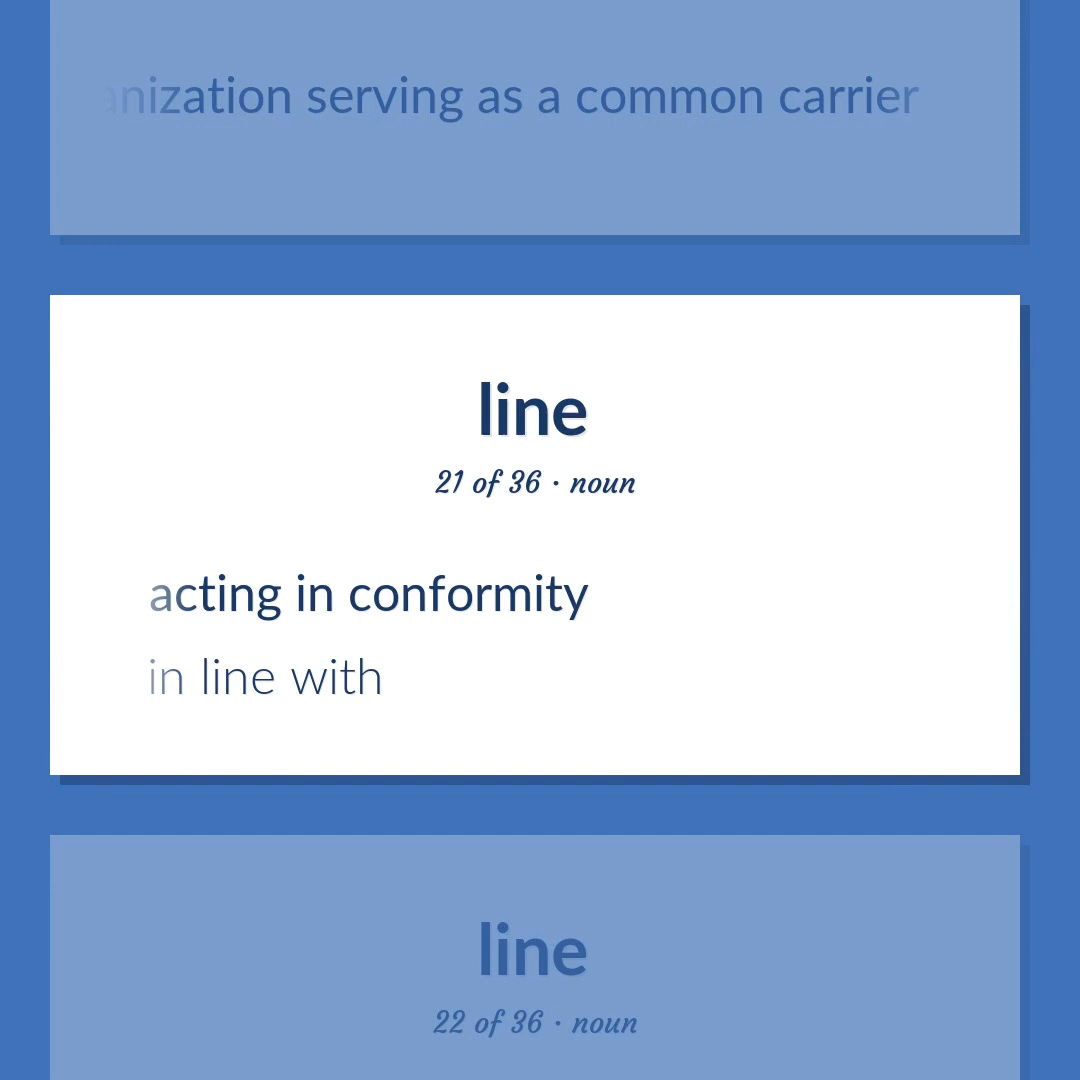 serving as a common carrier
line
21 of 36 · noun
acting in conformity
in line with
line
22 of 36 · noun